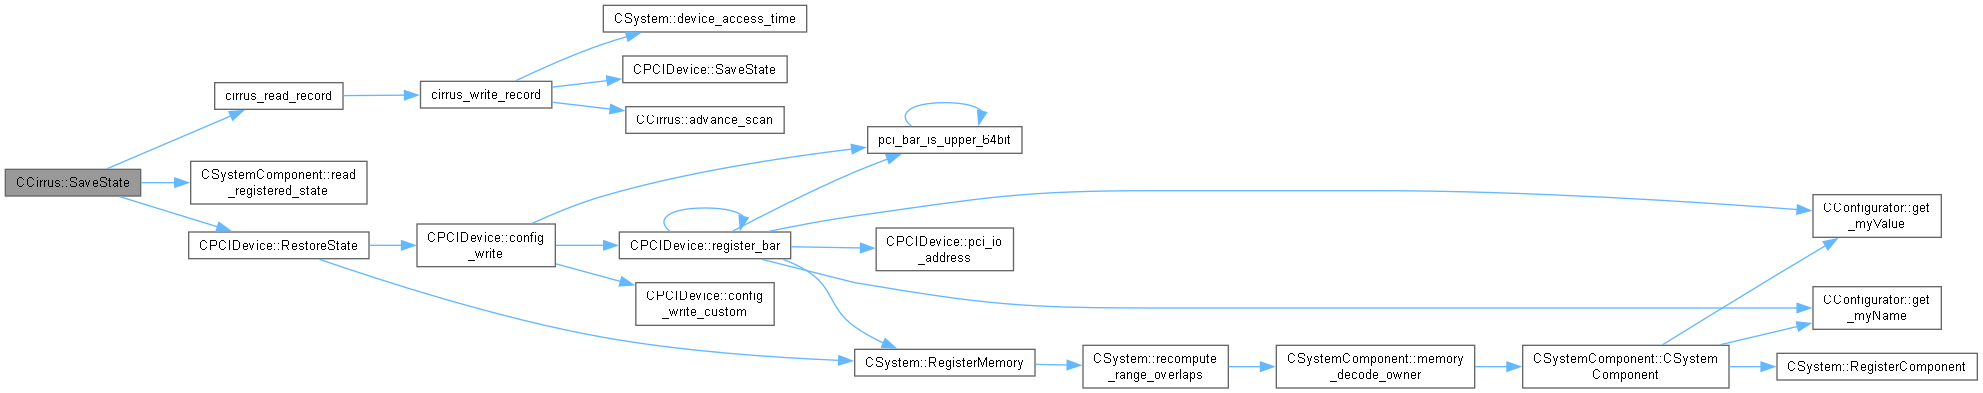 CSystem::device_access_time
CPCIDevice::SaveState
cirrus_read_record
cirrus_write_record
CCirrus::advance_scan
pci_bar_is_upper_64bit
CCirrus::SaveState
CSystemComponent::read
_registered_state
CConfigurator::get
_myValue
CPCIDevice::RestoreState
CPCIDevice::config
_write
CPCIDevice::register_bar
CPCIDevice::pci_io
_address
CPCIDevice::config
_write_custom
CConfigurator::get
_myName
CSystem::RegisterMemory
CSystem::recompute
_range_overlaps
CSystemComponent::memory
_decode_owner
CSystemComponent::CSystem
Component
CSystem::RegisterComponent